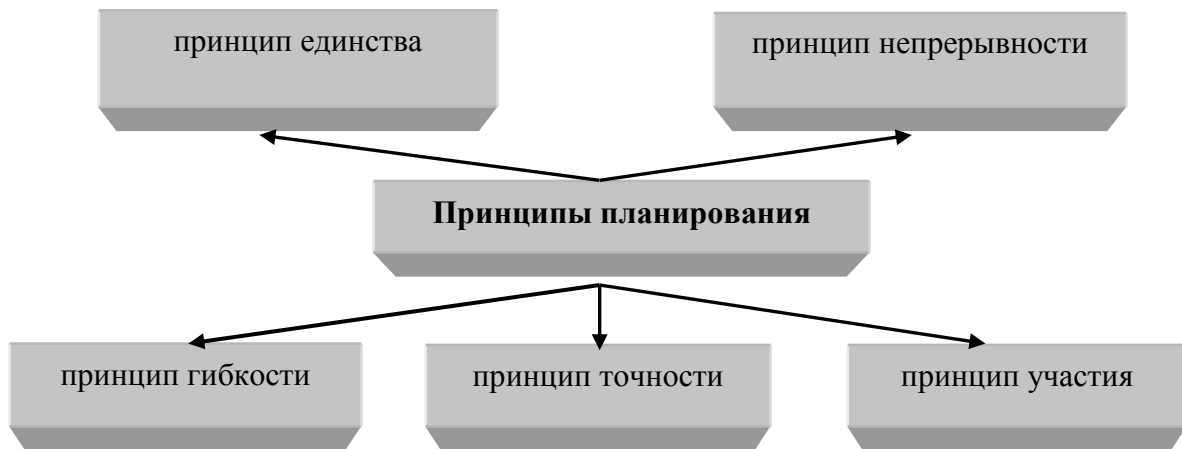 принцип единства
принцип непрерывности
Принципы планирования
принцип гибкости
принцип точности
принцип участия